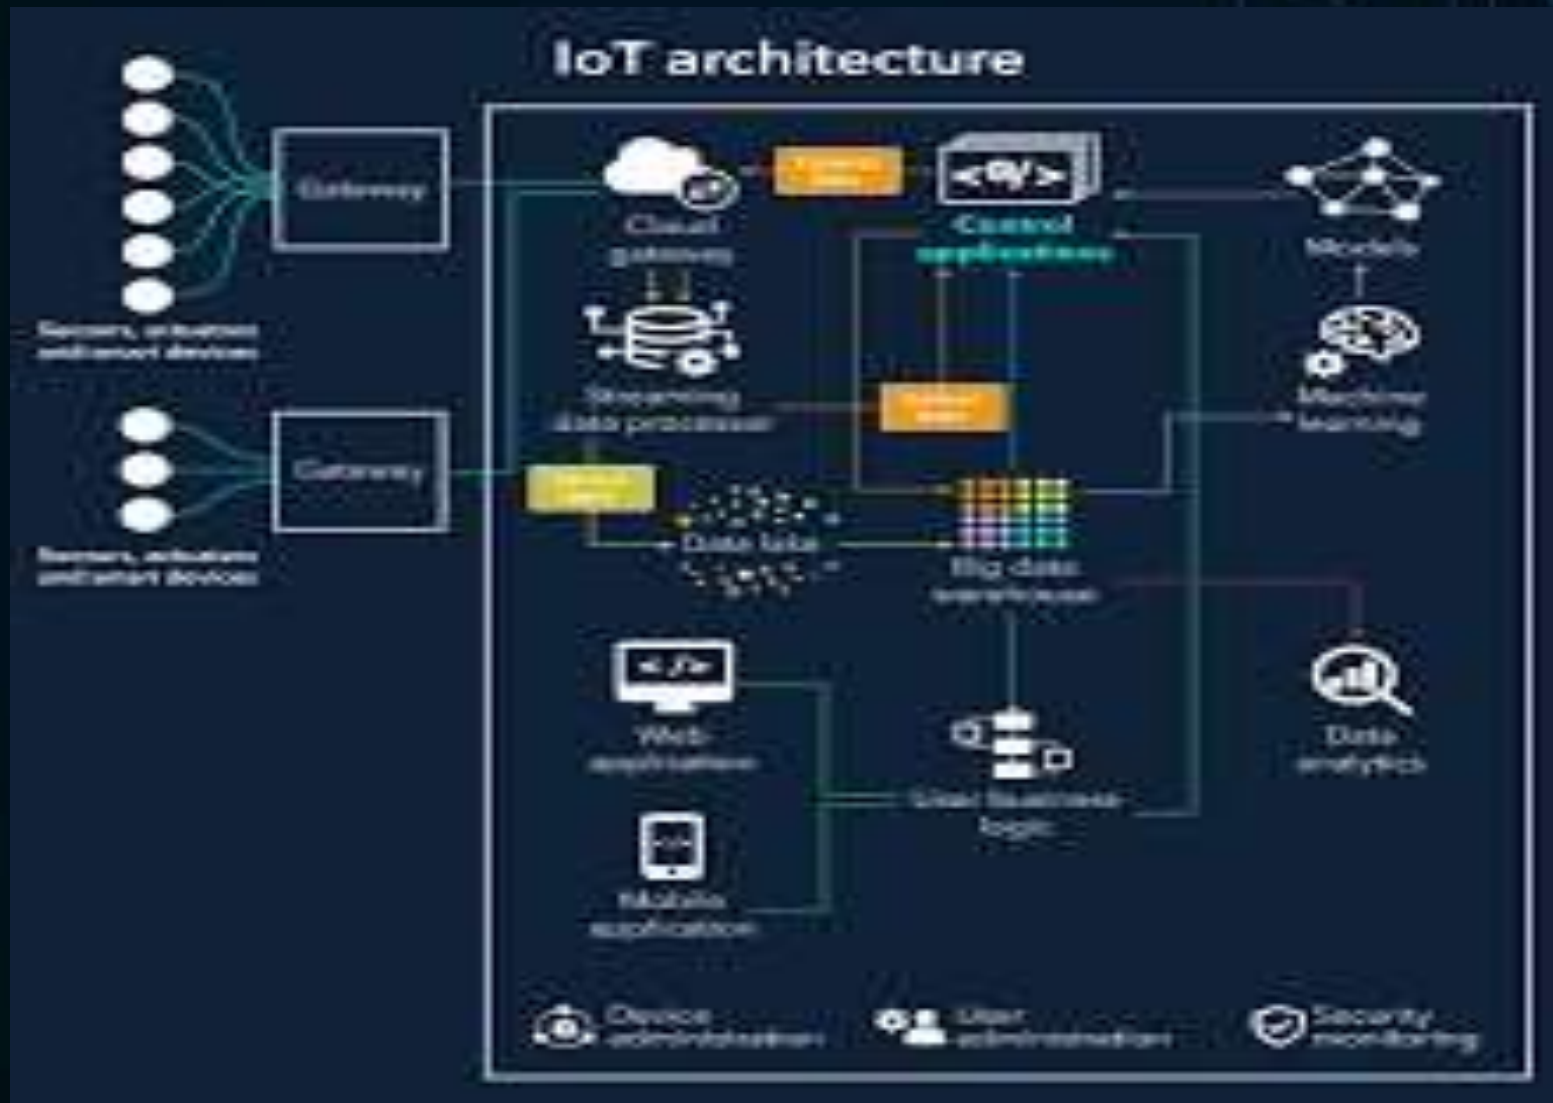 IoT architecture
Gateway
Cloud
gateway
Control
applications
Models
Sensors, actuators
and smart devices
Streaming
data processor
Machine
learning
Gateway
Data lake
Big data
warehouse
Sensors, actuators
and smart devices
Web
application
Data
analytics
User business
logic
Mobile
application
Device
administration
User
administration
Security
monitoring